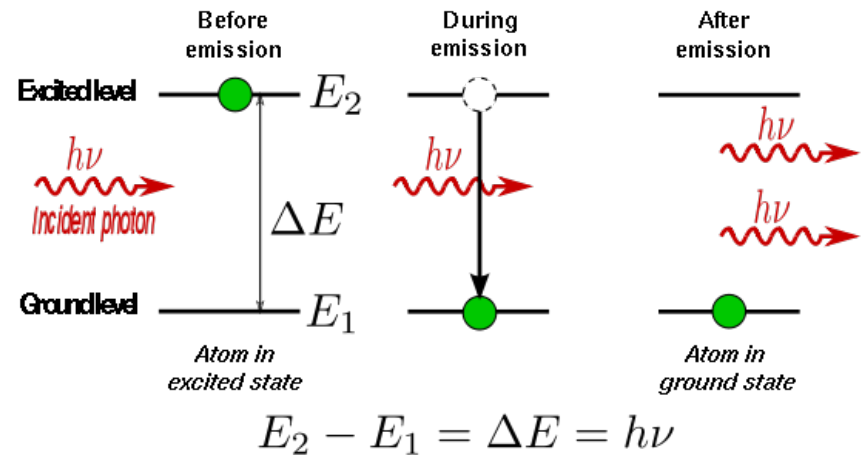 Before
emission
During
emission
After
emission
Excited level
E₂
hν
Incident photon
ΔE
hν
hν
hν
Ground level
E₁
Atom in
excited state
Atom in
ground state
E₂ − E₁ = ΔE = hν